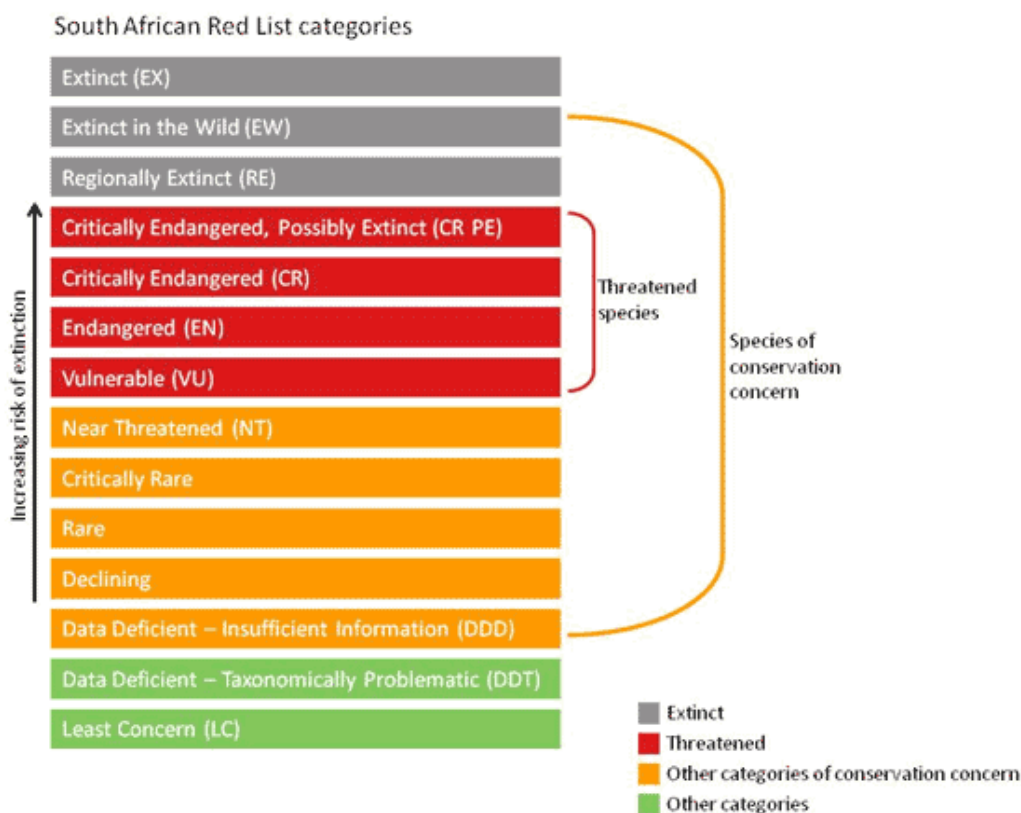 South African Red List categories
Extinct (EX)
Extinct in the Wild (EW)
Regionally Extinct (RE)
Critically Endangered, Possibly Extinct (CR PE)
Critically Endangered (CR)
Endangered (EN)
Vulnerable (VU)
Near Threatened (NT)
Critically Rare
Rare
Declining
Data Deficient – Insufficient Information (DDD)
Data Deficient – Taxonomically Problematic (DDT)
Least Concern (LC)
Increasing risk of extinction
Threatened
species
Species of
conservation
concern
Extinct
Threatened
Other categories of conservation concern
Other categories